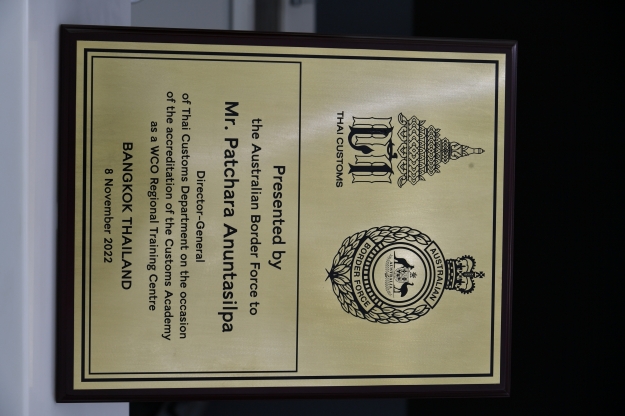 THAI CUSTOMS
AUSTRALIAN
BORDER FORCE
Presented by
the Australian Border Force to
Mr. Patchara Anuntasilpa
Director-General
of Thai Customs Department on the occasion
of the accreditation of the Customs Academy
as a WCO Regional Training Centre
BANGKOK THAILAND
8 November 2022